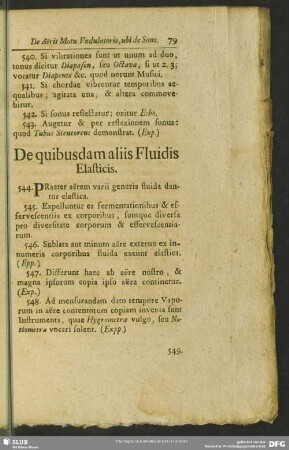 De Aëris Motu Vndulatorio, ubi de Sono. 79
540. Si vibrationes sunt ut unum ad duo,
tonus dicitur Diapason, seu Octava, si ut 2. 3;
vocatur Diapente &c. quod norunt Musici.
541. Si chordae vibrentur temporibus ae-
qualibus; agitata una, & altera commove-
bitur.
542. Si sonus reflectatur; oritur Echo.
543. Augetur & per reflexionem sonus:
quod Tubus Stentoreus demonstrat. (Exp.)
De quibusdam aliis Fluidis
Elasticis.
544. PRaeter aërem varii generis fluida dan-
tur elastica.
545. Expelluntur ex fermentationibus & ef-
fervescentiis ex corporibus, suntque diversa
pro diversitate corporum & effervescentia-
rum.
546. Sublato aut minuto aëre externo ex in-
numeris corporibus fluida exeunt elastica.
(Epp.)
547. Differunt haec ab aëre nostro, &
magna ipsorum copia ipso aëre continetur.
(Exp.)
548. Ad mensurandam dato tempore Vapo-
rum in aëre contentorum copiam inventa sunt
Instrumenta, quae Hygrometra vulgo, seu No-
tiometra vocari solent. (Expp.)
549.
SLUB
DFG